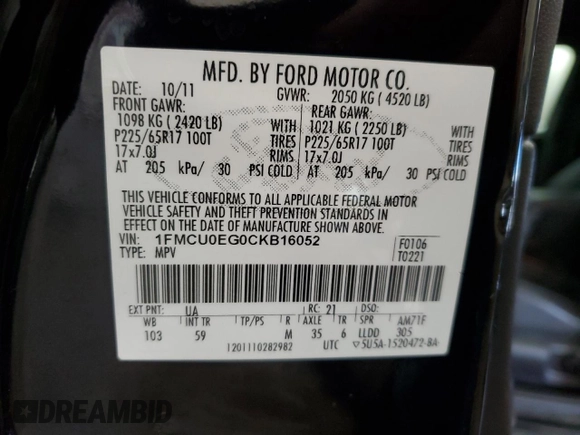 MFD. BY FORD MOTOR CO.
DATE: 10/11 GVWR: 2050 KG ( 4520 LB)
FRONT GAWR: REAR GAWR:
1098 KG ( 2420 LB) WITH 1021 KG ( 2250 LB) WITH
P225/65R17 100T TIRES P225/65R17 100T TIRES
17x7.0J RIMS 17x7.0J RIMS
AT 205 kPa/ 30 PSI COLD AT 205 kPa/ 30 PSI COLD
THIS VEHICLE CONFORMS TO ALL APPLICABLE FEDERAL MOTOR
VEHICLE SAFETY AND THEFT PREVENTION STANDARDS IN
EFFECT ON THE DATE OF MANUFACTURE SHOWN ABOVE.
VIN: 1FMCU0EG0CKB16052 F0106
TYPE: MPV T0221
EXT PNT: UA RC: 21 DSO:
WB INT TR TP/PS R AXLE TR SPR AM71F
103 59 M 35 6 LLDD 305
1201110282982 UTC ▽5U5A-1520472-BA
DREAMBID